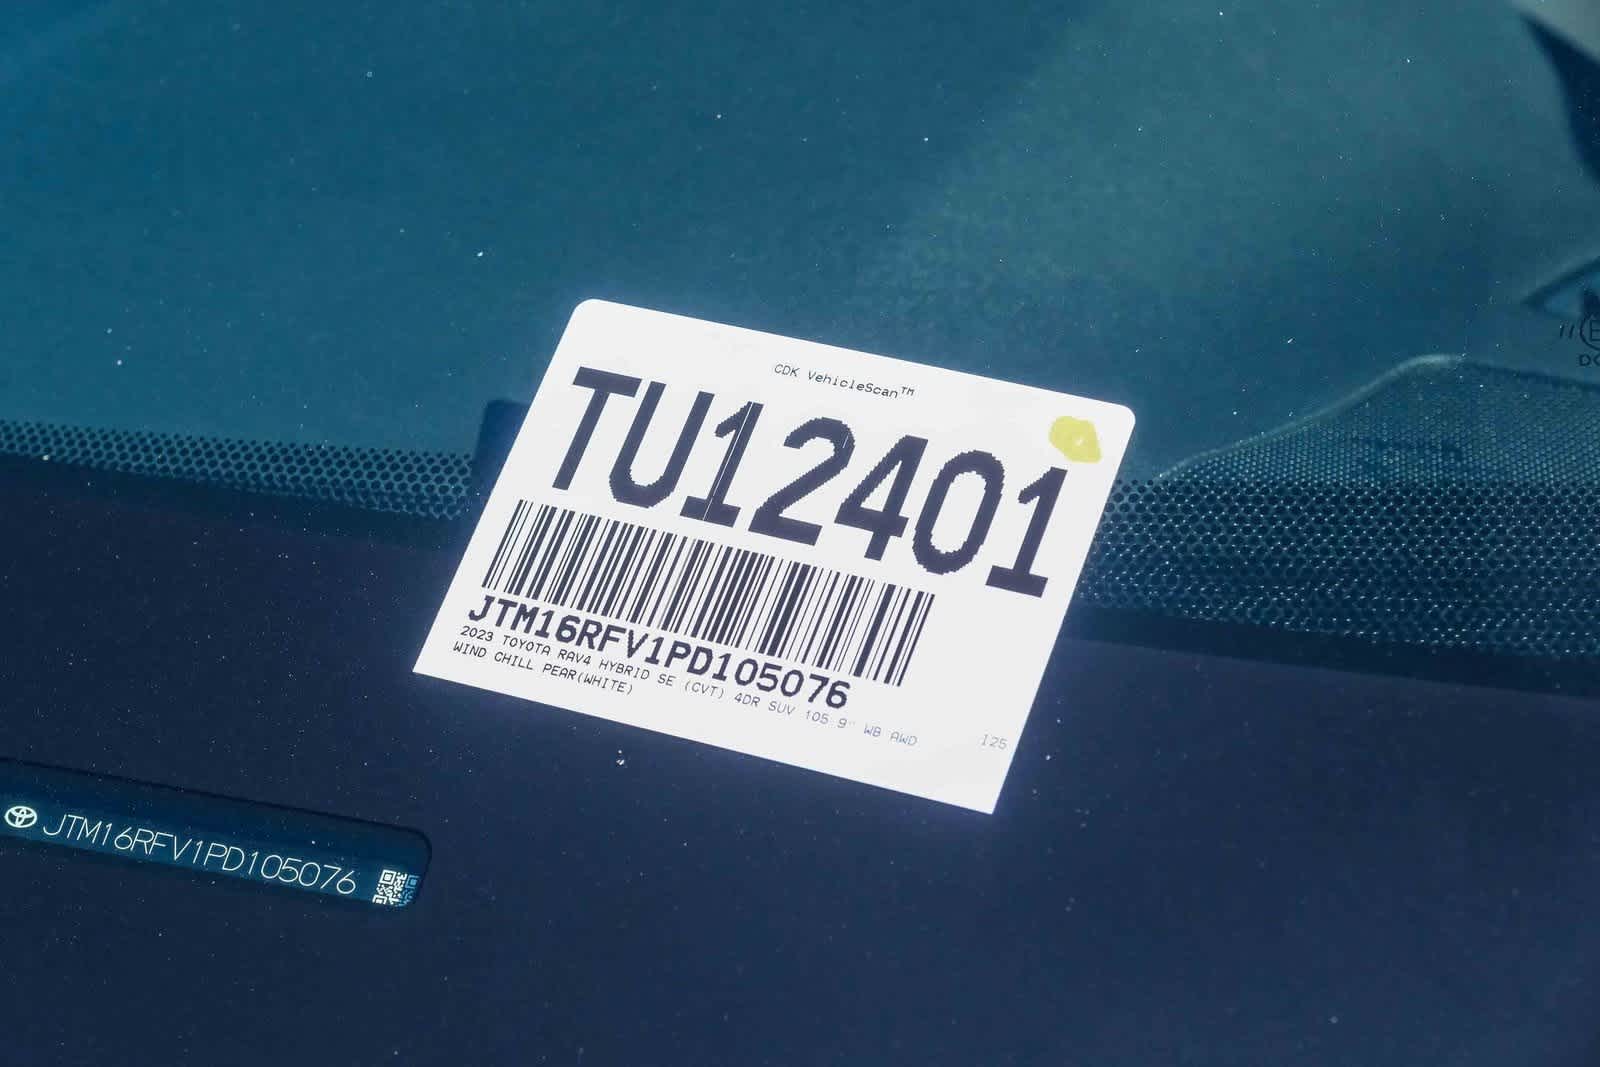 CDK VehicleScan™
TU12401
JTM16RFV1PD105076
2023 TOYOTA RAV4 HYBRID SE (CVT) 4DR SUV 105.9" WB AWD
WIND CHILL PEAR(WHITE)
125
JTM16RFV1PD105076